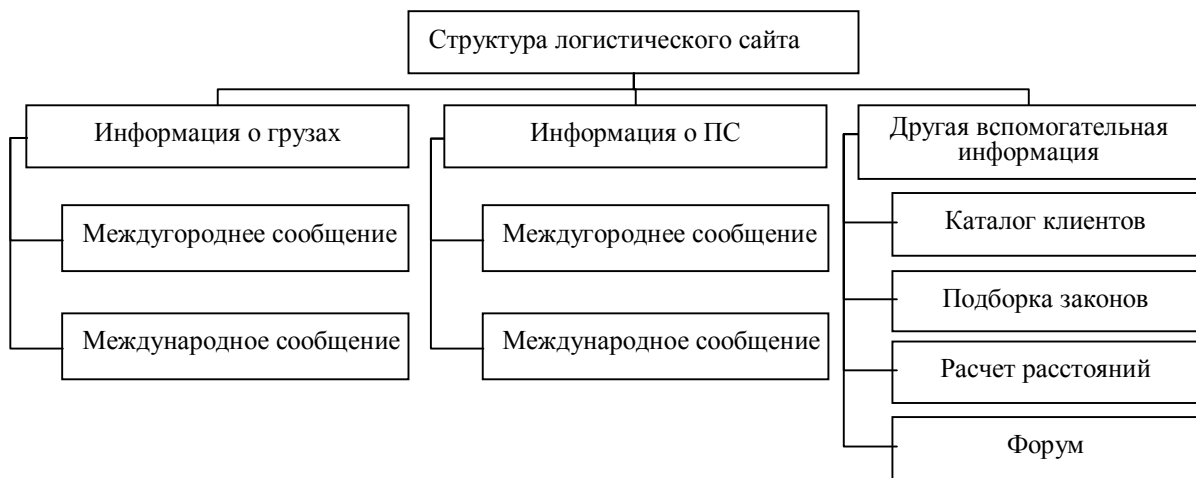 Структура логистического сайта
Информация о грузах
Междугороднее сообщение
Международное сообщение
Информация о ПС
Междугороднее сообщение
Международное сообщение
Другая вспомогательная
информация
Каталог клиентов
Подборка законов
Расчет расстояний
Форум